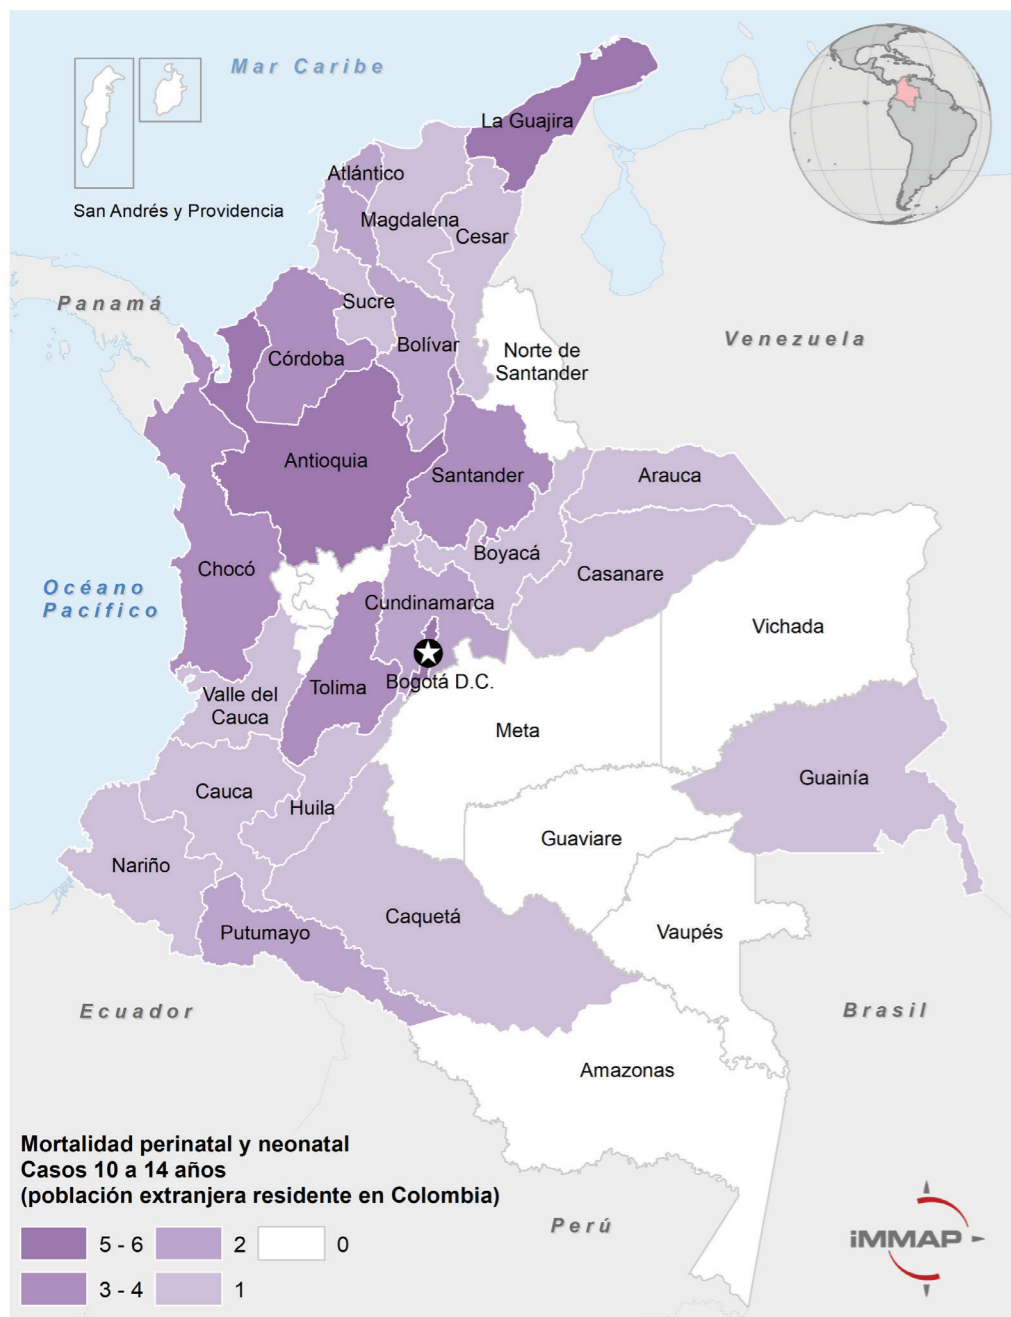 Mar Caribe
La Guajira
Atlántico
San Andrés y Providencia
Magdalena
Cesar
Panamá
Sucre
Venezuela
Bolívar
Norte de
Santander
Córdoba
Antioquia
Santander
Arauca
Boyacá
Chocó
Casanare
Océano
Pacífico
Cundinamarca
Vichada
Bogotá D.C.
Tolima
Valle del
Cauca
Meta
Guainía
Cauca
Huila
Guaviare
Nariño
Caquetá
Putumayo
Vaupés
Ecuador
Brasil
Amazonas
Mortalidad perinatal y neonatal
Casos 10 a 14 años
(población extranjera residente en Colombia)
Perú
5 - 6
2
0
3 - 4
1
iMMAP